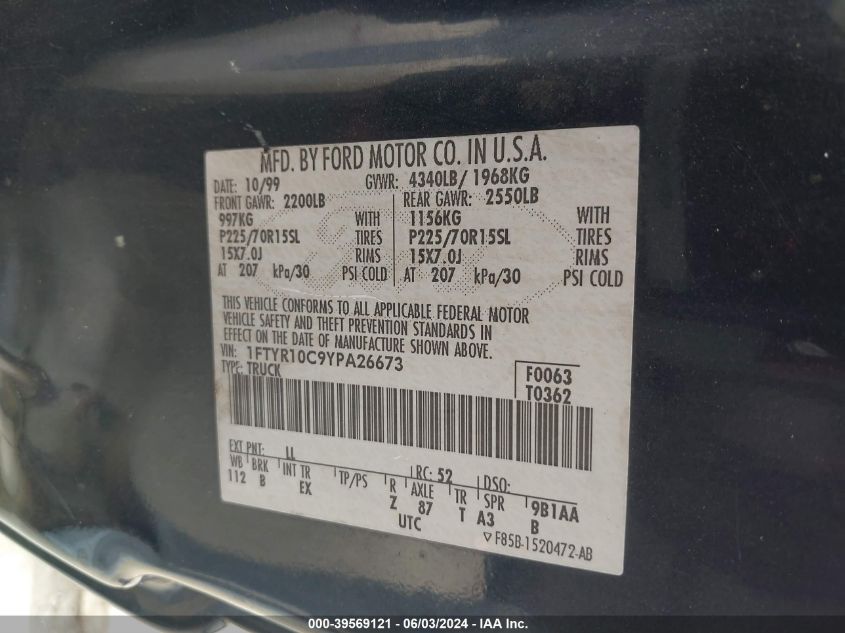 MFD. BY FORD MOTOR CO. IN U.S.A.
DATE: 10/99 GVWR: 4340LB/ 1968KG
FRONT GAWR: 2200LB REAR GAWR: 2550LB
997KG WITH 1156KG WITH
P225/70R15SL TIRES P225/70R15SL TIRES
15X7.0J RIMS 15X7.0J RIMS
AT 207 kPa/30 PSI COLD AT 207 kPa/30 PSI COLD
THIS VEHICLE CONFORMS TO ALL APPLICABLE FEDERAL MOTOR
VEHICLE SAFETY AND THEFT PREVENTION STANDARDS IN
EFFECT ON THE DATE OF MANUFACTURE SHOWN ABOVE.
VIN: 1FTYR10C9YPA26673
TYPE: TRUCK
F0063
T0362
EXT PNT: LL RC: 52 DSO:
WB BRK INT TR TP/PS R AXLE TR SPR 9B1AA
112 B EX Z 87 T A3 B
UTC
▽F85B-1520472-AB
000-39569121 - 06/03/2024 - IAAI.com